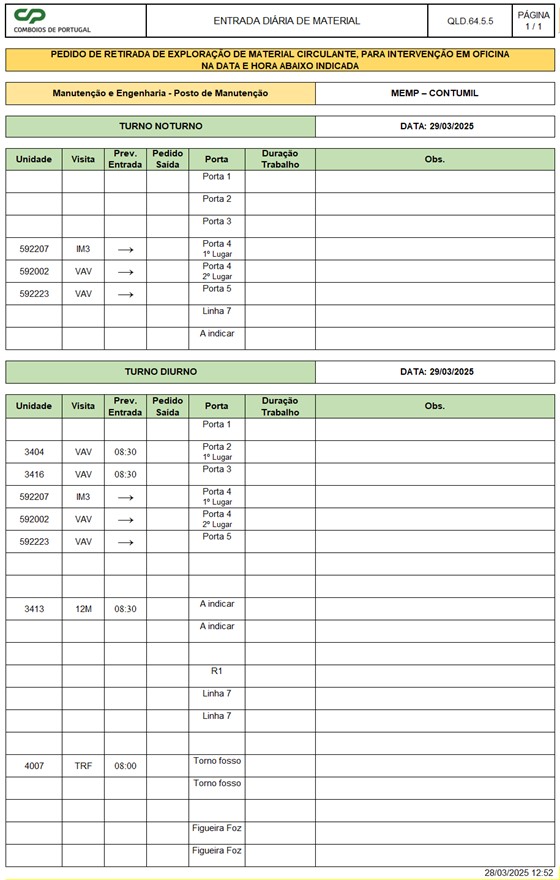 CP
COMBOIOS DE PORTUGAL
ENTRADA DIÁRIA DE MATERIAL
QLD.64.5.5
PÁGINA
1 / 1
PEDIDO DE RETIRADA DE EXPLORAÇÃO DE MATERIAL CIRCULANTE, PARA INTERVENÇÃO EM OFICINA
NA DATA E HORA ABAIXO INDICADA
Manutenção e Engenharia - Posto de Manutenção
MEMP – CONTUMIL
TURNO NOTURNO
DATA: 29/03/2025
Unidade Visita Prev. Entrada Pedido Saída Porta Duração Trabalho Obs.
Porta 1
Porta 2
Porta 3
592207 IM3 → Porta 4 1º Lugar
592002 VAV → Porta 4 2º Lugar
592223 VAV → Porta 5
Linha 7
A indicar
TURNO DIURNO
DATA: 29/03/2025
Unidade Visita Prev. Entrada Pedido Saída Porta Duração Trabalho Obs.
Porta 1
3404 VAV 08:30 Porta 2 1º Lugar
3416 VAV 08:30 Porta 3
592207 IM3 → Porta 4 1º Lugar
592002 VAV → Porta 4 2º Lugar
592223 VAV → Porta 5
3413 12M 08:30 A indicar
A indicar
R1
Linha 7
Linha 7
4007 TRF 08:00 Torno fosso
Torno fosso
Figueira Foz
Figueira Foz
28/03/2025 12:52